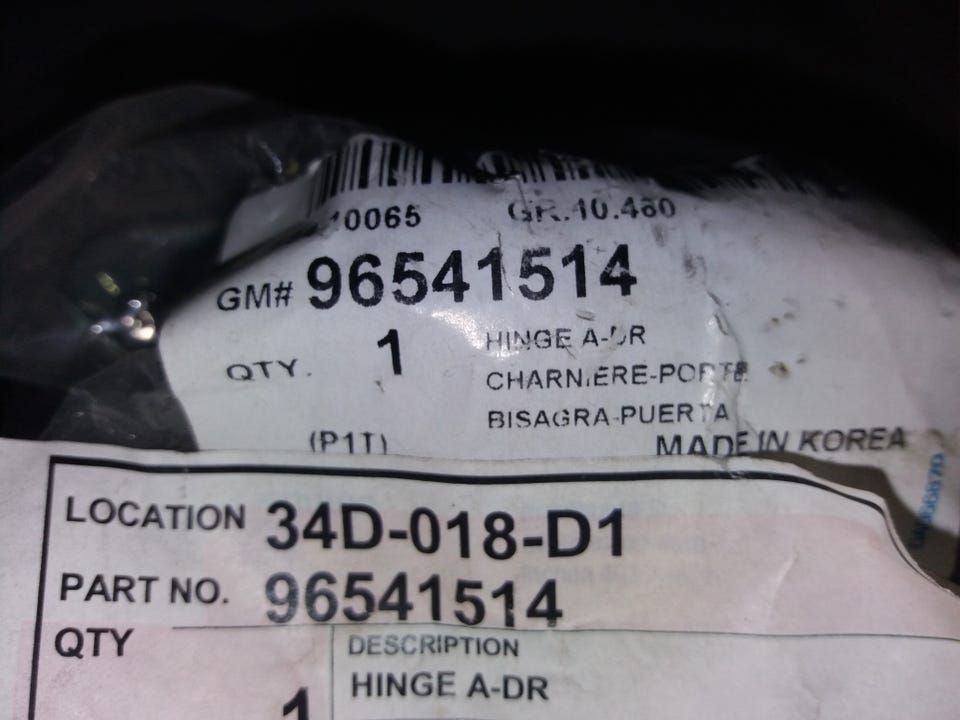 10065 GR.10.460
GM# 96541514
QTY. 1 HINGE A-DR
CHARNIERE-PORTE
BISAGRA-PUERTA
(P1T) MADE IN KOREA
LOCATION 34D-018-D1
PART NO. 96541514
QTY DESCRIPTION
1 HINGE A-DR